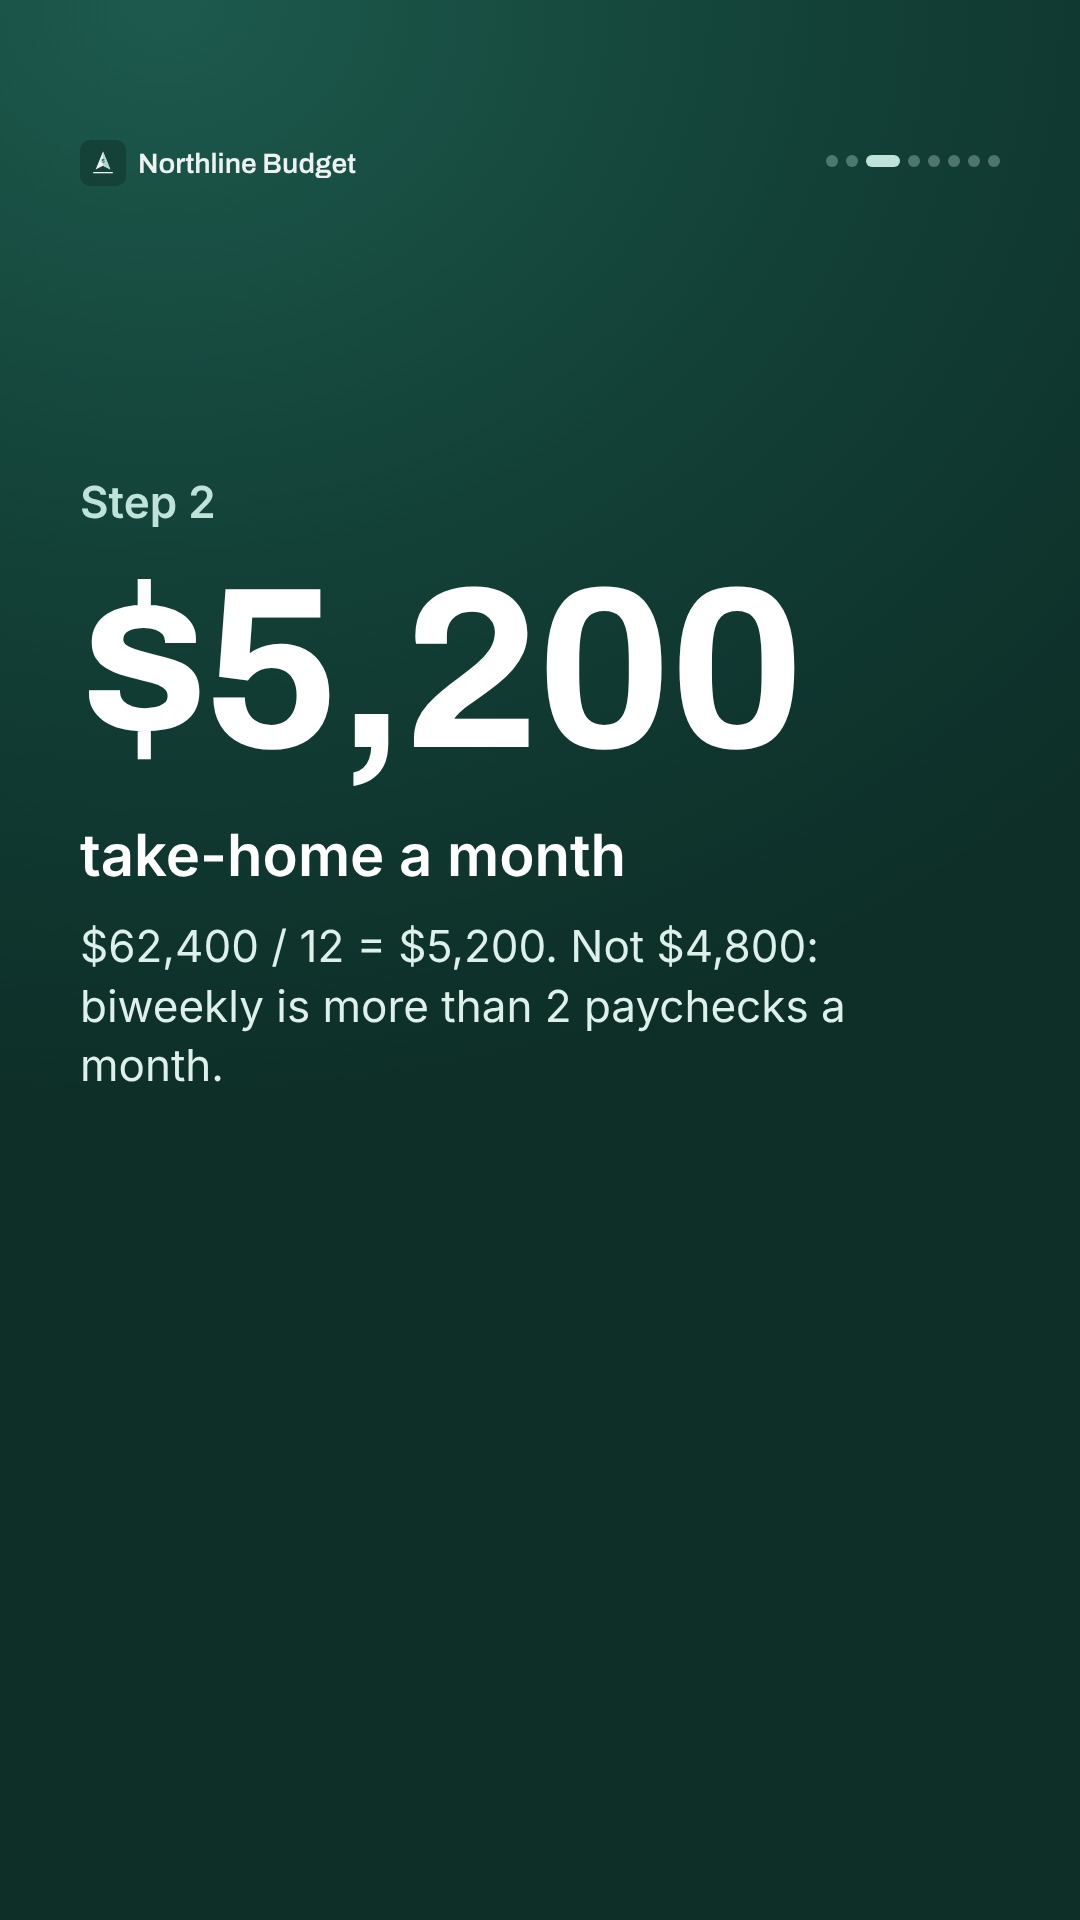 Northline Budget
Step 2
$5,200
take-home a month
$62,400 / 12 = $5,200. Not $4,800:
biweekly is more than 2 paychecks a
month.